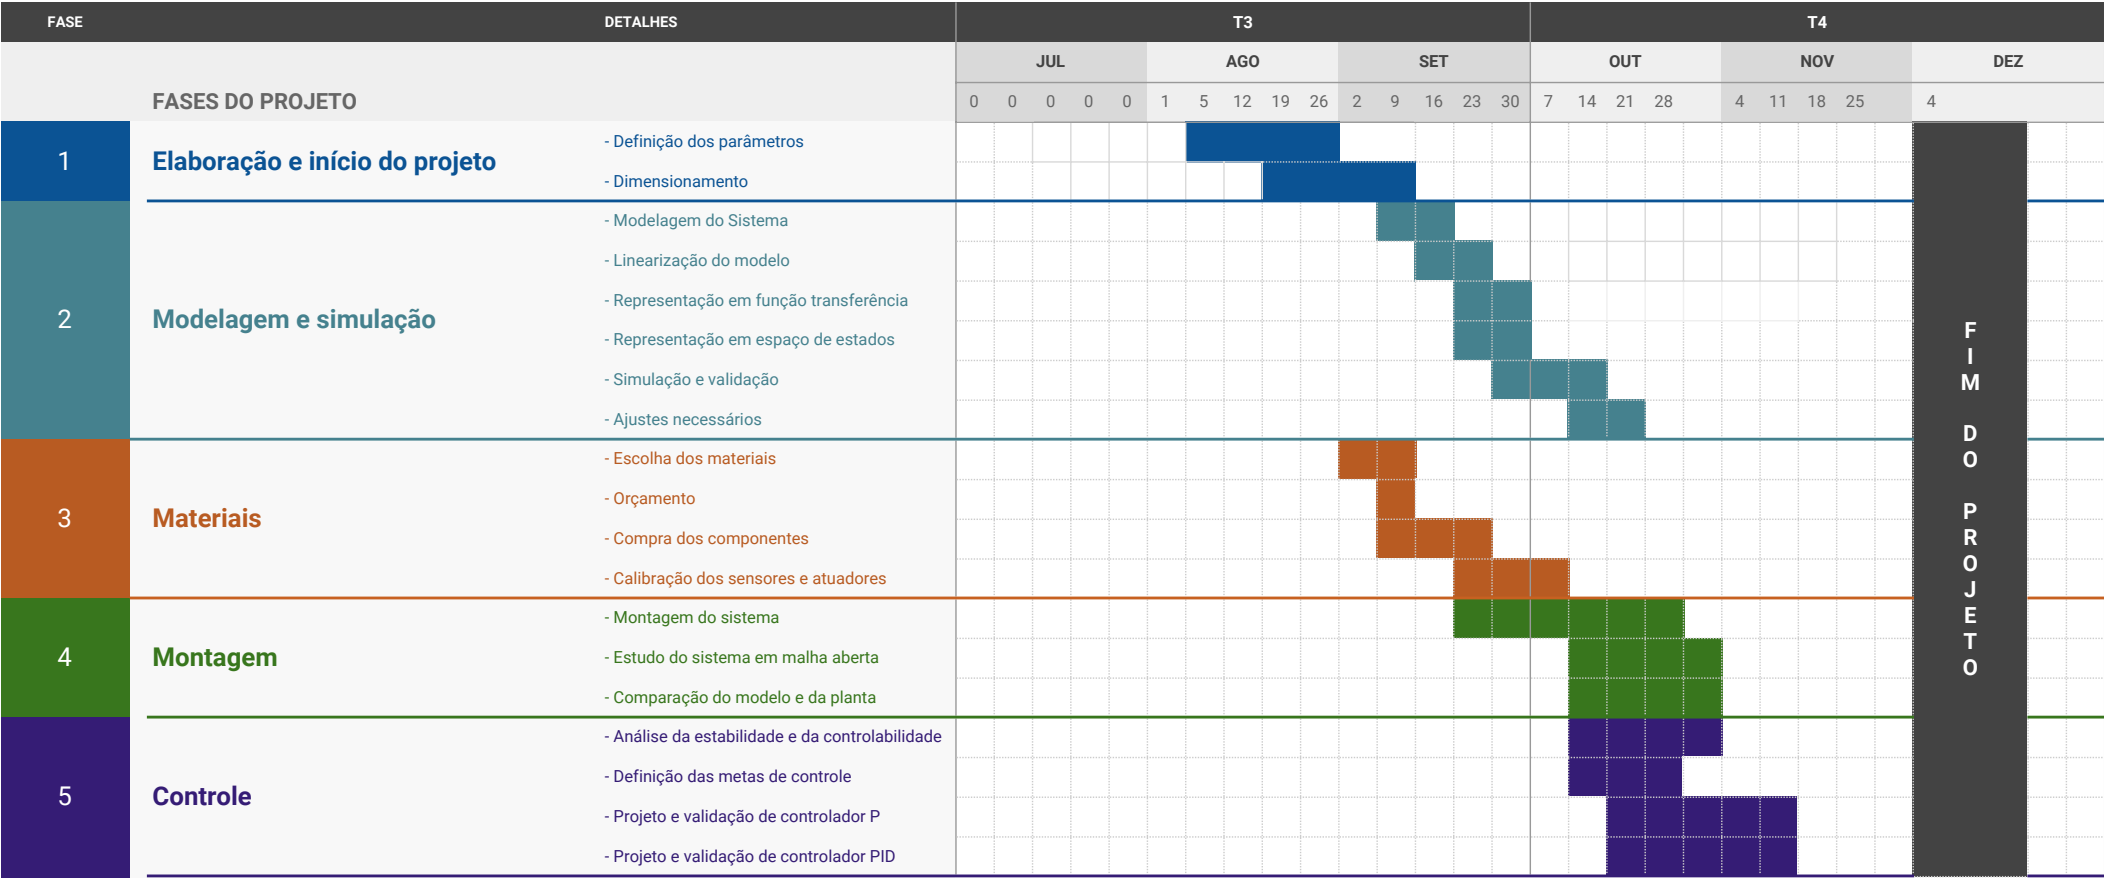 FASE DETALHES T3 T4
JUL AGO SET OUT NOV DEZ
FASES DO PROJETO 0 0 0 0 0 1 5 12 19 26 2 9 16 23 30 7 14 21 28 4 11 18 25 4
1 Elaboração e início do projeto
- Definição dos parâmetros
- Dimensionamento
2 Modelagem e simulação
- Modelagem do Sistema
- Linearização do modelo
- Representação em função transferência
- Representação em espaço de estados
- Simulação e validação
- Ajustes necessários
3 Materiais
- Escolha dos materiais
- Orçamento
- Compra dos componentes
- Calibração dos sensores e atuadores
4 Montagem
- Montagem do sistema
- Estudo do sistema em malha aberta
- Comparação do modelo e da planta
5 Controle
- Análise da estabilidade e da controlabilidade
- Definição das metas de controle
- Projeto e validação de controlador P
- Projeto e validação de controlador PID
FIM DO PROJETO